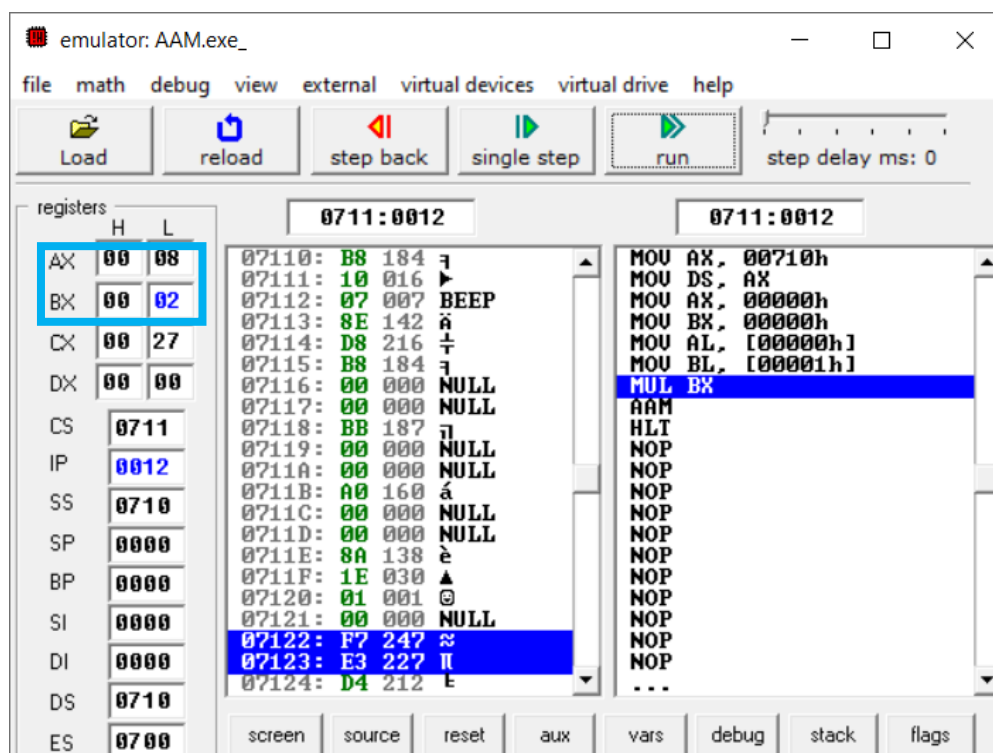 emulator: AAM.exe_
file math debug view external virtual devices virtual drive help
Load reload step back single step run step delay ms: 0
registers
H L
0711:0012 0711:0012
AX 00 08
BX 00 02
CX 00 27
DX 00 00
CS 0711
IP 0012
SS 0710
SP 0000
BP 0000
SI 0000
DI 0000
DS 0710
ES 0700
07110: B8 184 ╕
07111: 10 016 ►
07112: 07 007 BEEP
07113: 8E 142 Ä
07114: D8 216 ╪
07115: B8 184 ╕
07116: 00 000 NULL
07117: 00 000 NULL
07118: BB 187 ╗
07119: 00 000 NULL
0711A: 00 000 NULL
0711B: A0 160 á
0711C: 00 000 NULL
0711D: 00 000 NULL
0711E: 8A 138 è
0711F: 1E 030 ▲
07120: 01 001 ☺
07121: 00 000 NULL
07122: F7 247 ≈
07123: E3 227 π
07124: D4 212 ╘
MOV AX, 00710h
MOV DS, AX
MOV AX, 00000h
MOV BX, 00000h
MOV AL, [00000h]
MOV BL, [00001h]
MUL BX
AAM
HLT
NOP
NOP
NOP
NOP
NOP
NOP
NOP
NOP
NOP
NOP
NOP
...
screen source reset aux vars debug stack flags